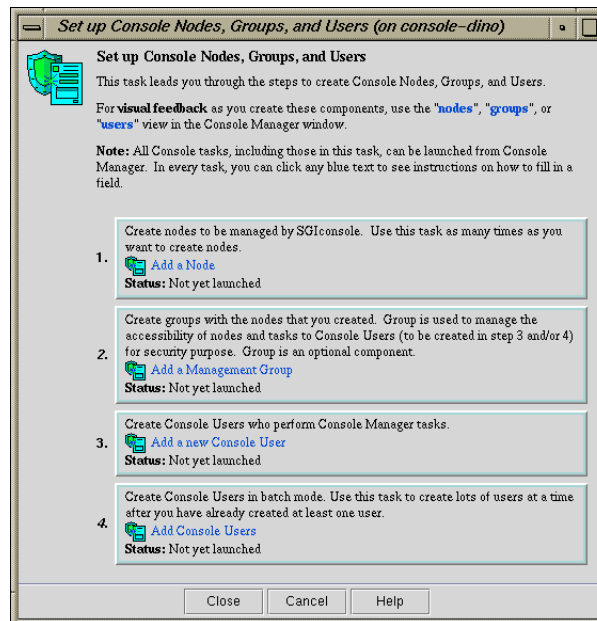 Set up Console Nodes, Groups, and Users (on console-dino)
Set up Console Nodes, Groups, and Users
This task leads you through the steps to create Console Nodes, Groups, and Users.
For visual feedback as you create these components, use the "nodes", "groups", or
"users" view in the Console Manager window.
Note: All Console tasks, including those in this task, can be launched from Console
Manager. In every task, you can click any blue text to see instructions on how to fill in a
field.
1.
Create nodes to be managed by SGIconsole. Use this task as many times as you
want to create nodes.
Add a Node
Status: Not yet launched
2.
Create groups with the nodes that you created. Group is used to manage the
accessibility of nodes and tasks to Console Users (to be created in step 3 and/or 4)
for security purpose. Group is an optional component.
Add a Management Group
Status: Not yet launched
3.
Create Console Users who perform Console Manager tasks.
Add a new Console User
Status: Not yet launched
4.
Create Console Users in batch mode. Use this task to create lots of users at a time
after you have already created at least one user.
Add Console Users
Status: Not yet launched
Close Cancel Help